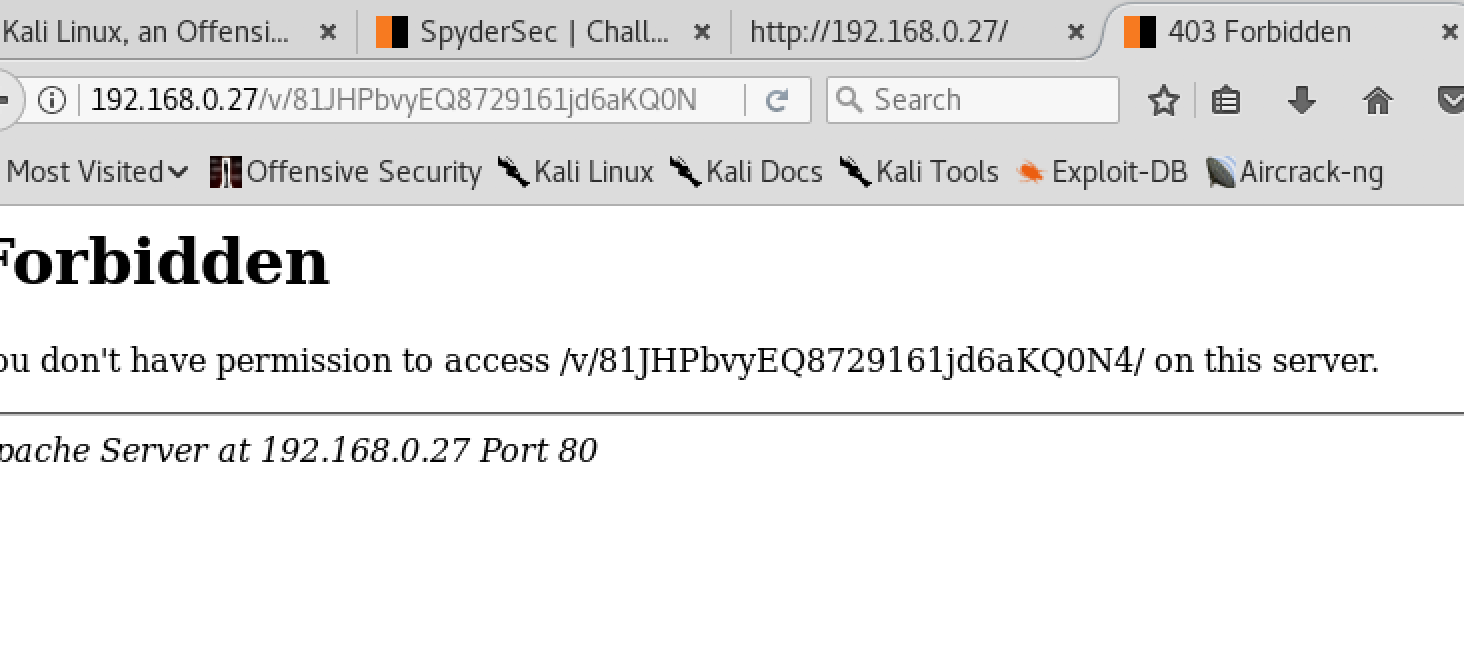 Kali Linux, an Offensi... SpyderSec | Chall... http://192.168.0.27/ 403 Forbidden
192.168.0.27/v/81JHPbvyEQ8729161jd6aKQ0N Search
Most Visited Offensive Security Kali Linux Kali Docs Kali Tools Exploit-DB Aircrack-ng
Forbidden
ou don't have permission to access /v/81JHPbvyEQ8729161jd6aKQ0N4/ on this server.
pache Server at 192.168.0.27 Port 80